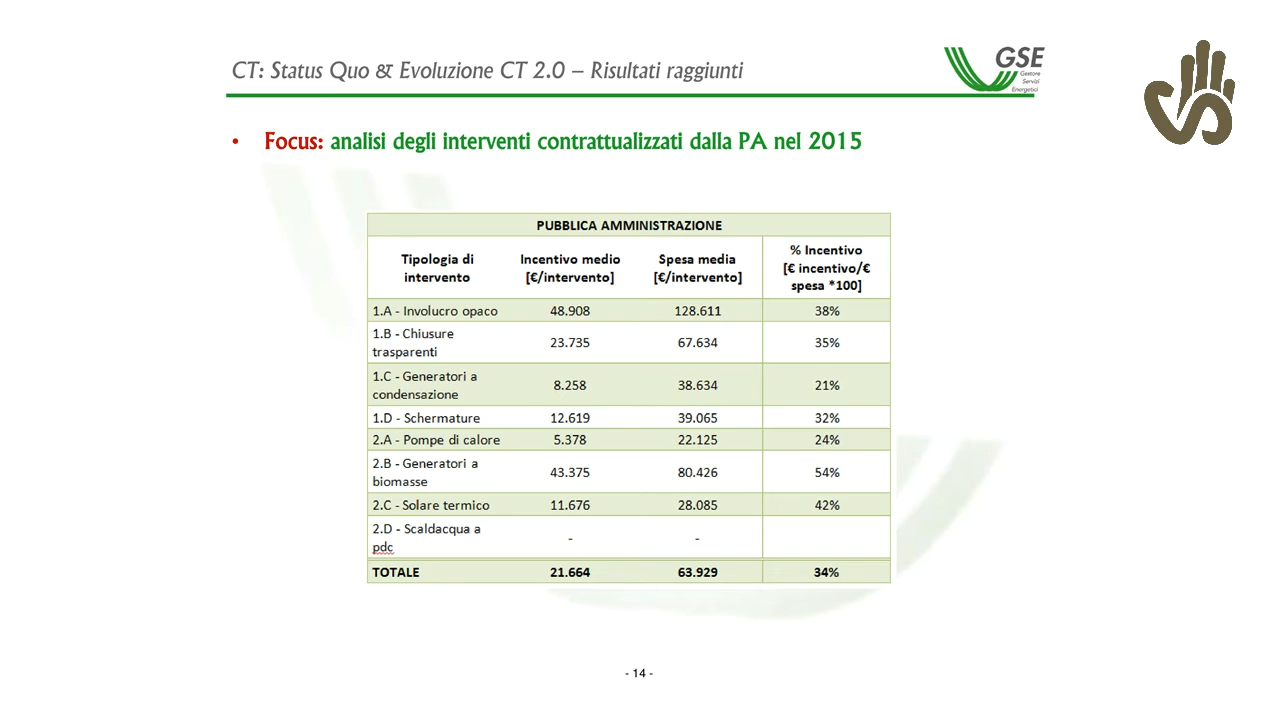 CT: Status Quo & Evoluzione CT 2.0 – Risultati raggiunti
GSE
Gestore
Servizi
Energetici
• Focus: analisi degli interventi contrattualizzati dalla PA nel 2015
PUBBLICA AMMINISTRAZIONE
Tipologia di intervento Incentivo medio [€/intervento] Spesa media [€/intervento] % Incentivo [€ incentivo/€ spesa *100]
1.A - Involucro opaco 48.908 128.611 38%
1.B - Chiusure trasparenti 23.735 67.634 35%
1.C - Generatori a condensazione 8.258 38.634 21%
1.D - Schermature 12.619 39.065 32%
2.A - Pompe di calore 5.378 22.125 24%
2.B - Generatori a biomasse 43.375 80.426 54%
2.C - Solare termico 11.676 28.085 42%
2.D - Scaldacqua a pdc - -
TOTALE 21.664 63.929 34%
- 14 -